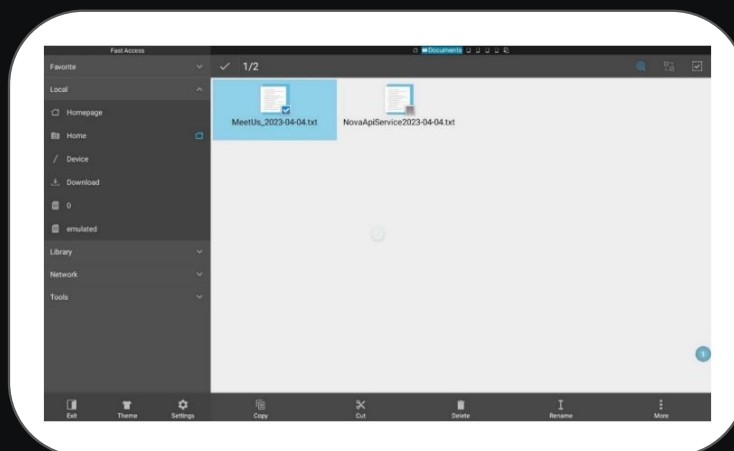 Fast Access
Documents
Favorite
1/2
Local
Homepage
Home
Device
Download
0
emulated
Library
Network
Tools
MeetUs_2023-04-04.txt
NovaApiService2023-04-04.txt
1
Exit
Theme
Settings
Copy
Cut
Delete
Rename
More